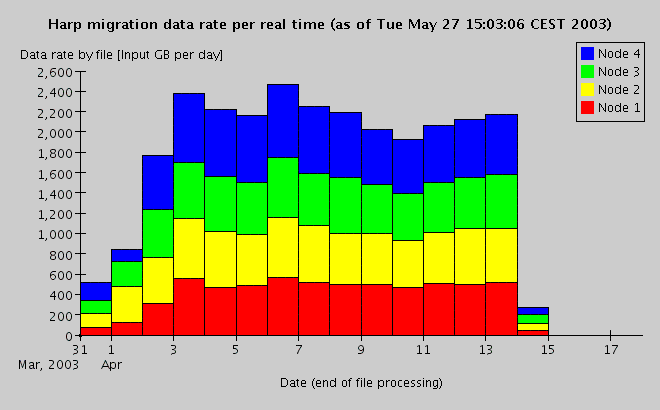 Harp migration data rate per real time (as of Tue May 27 15:03:06 CEST 2003)
Data rate by file [Input GB per day]
Node 4
Node 3
Node 2
Node 1
2,600
2,400
2,200
2,000
1,800
1,600
1,400
1,200
1,000
800
600
400
200
0
31 1 3 5 7 9 11 13 15 17
Mar, 2003 Apr
Date (end of file processing)